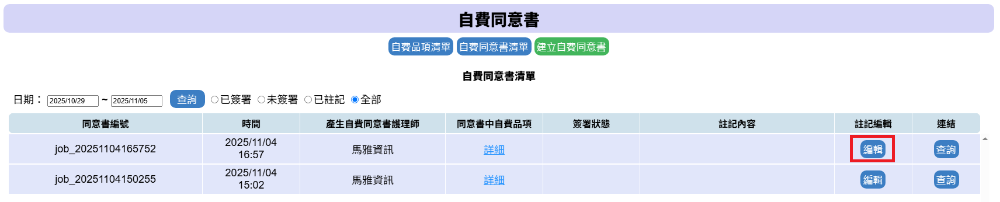 自費同意書
自費品項清單 自費同意書清單 建立自費同意書
自費同意書清單
日期： 2025/10/29 ~ 2025/11/05 查詢 已簽署 未簽署 已註記 全部
同意書編號 時間 產生自費同意書護理師 同意書中自費品項 簽署狀態 註記內容 註記編輯 連結
job_20251104165752 2025/11/04 16:57 馬雅資訊 詳細 編輯 查詢
job_20251104150255 2025/11/04 15:02 馬雅資訊 詳細 編輯 查詢